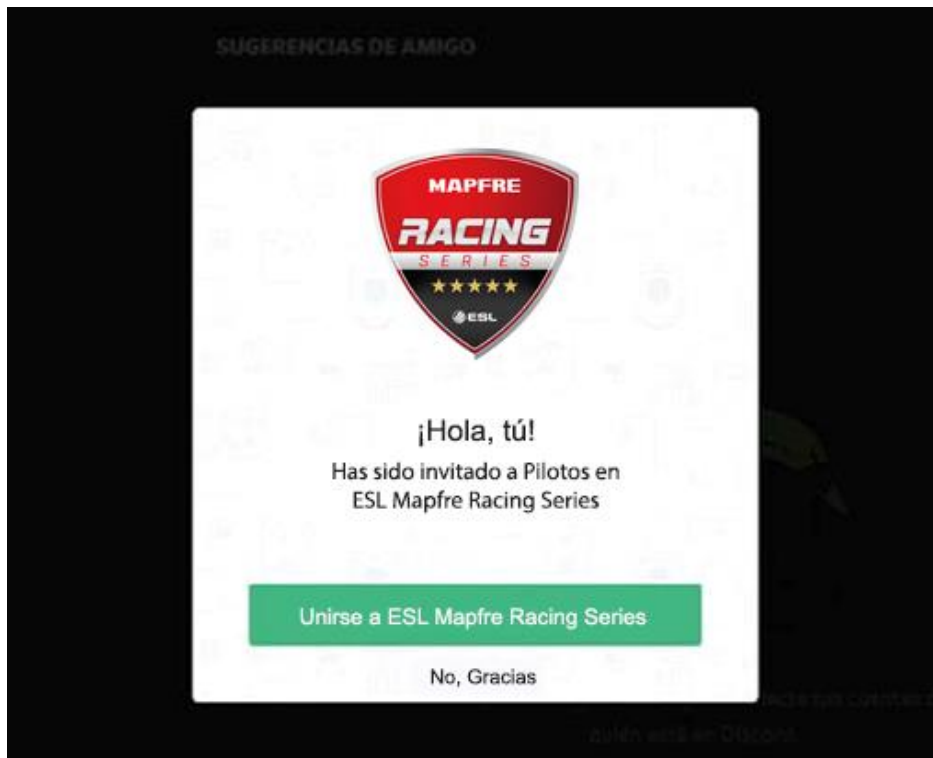 SUGERENCIAS DE AMIGO
MAPFRE
RACING
SERIES
ESL
¡Hola, tú!
Has sido invitado a Pilotos en
ESL Mapfre Racing Series
Unirse a ESL Mapfre Racing Series
No, Gracias
quién está en Discord.